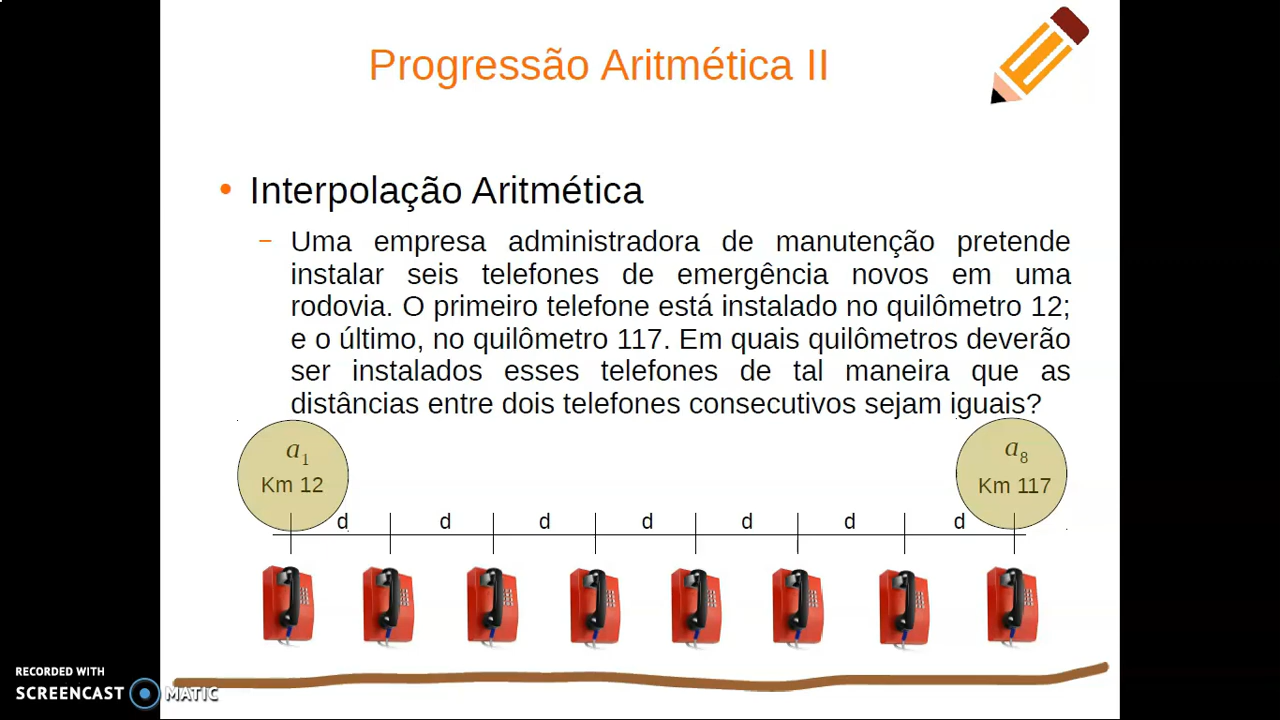 Progressão Aritmética II
• Interpolação Aritmética
– Uma empresa administradora de manutenção pretende
instalar seis telefones de emergência novos em uma
rodovia. O primeiro telefone está instalado no quilômetro 12;
e o último, no quilômetro 117. Em quais quilômetros deverão
ser instalados esses telefones de tal maneira que as
distâncias entre dois telefones consecutivos sejam iguais?
a₁ a₈
Km 12 Km 117
d d d d d d d
RECORDED WITH
SCREENCAST MATIC